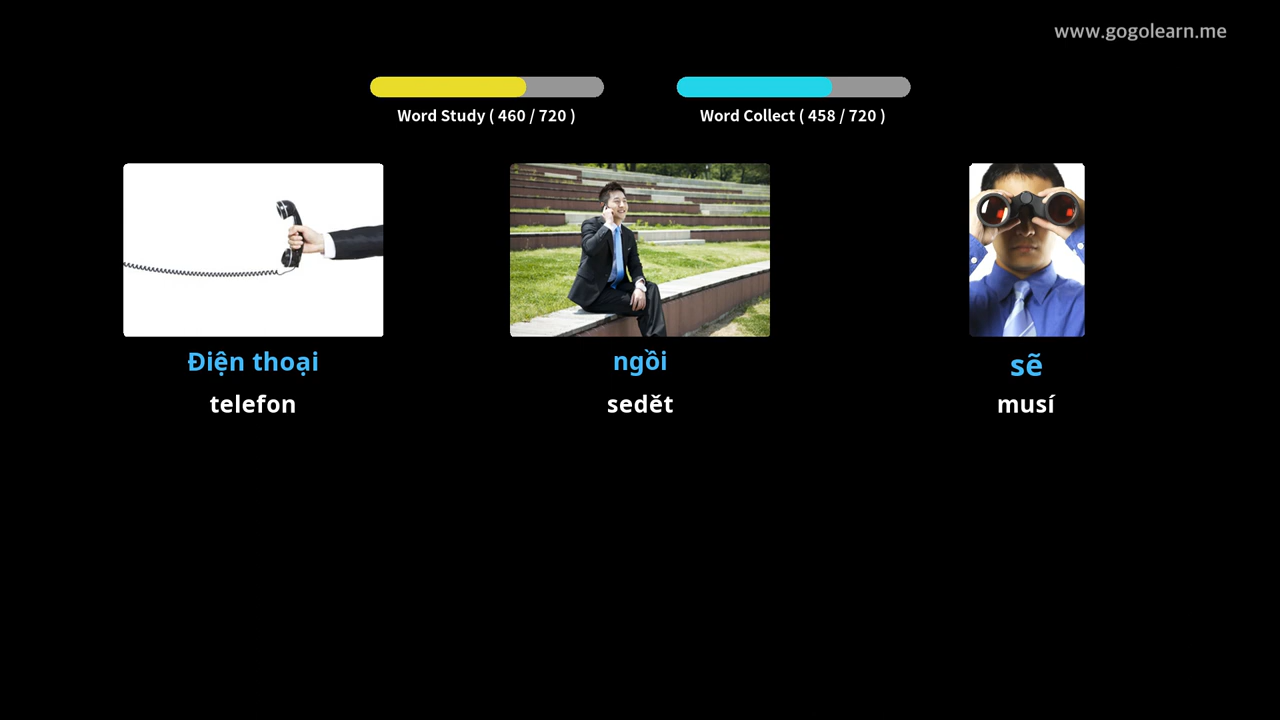 www.gogolearn.me
Word Study ( 460 / 720 )
Word Collect ( 458 / 720 )
Điện thoại
ngồi
sẽ
telefon
sedět
musí